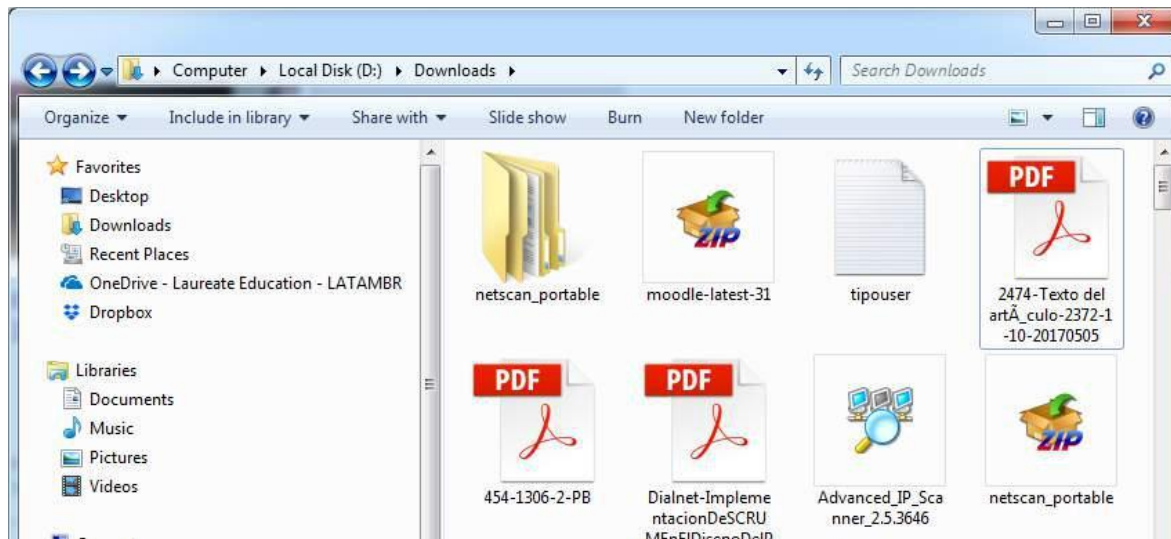 Computer Local Disk (D:) Downloads
Search Downloads
Organize Include in library Share with Slide show Burn New folder
Favorites
Desktop
Downloads
Recent Places
OneDrive - Laureate Education - LATAMBR
Dropbox
Libraries
Documents
Music
Pictures
Videos
netscan_portable
ZIP
moodle-latest-31
tipouser
PDF
2474-Texto del
artÃ_culo-2372-1
-10-20170505
PDF
454-1306-2-PB
PDF
Dialnet-Impleme
ntacionDeSCRU
Advanced_IP_Sca
nner_2.5.3646
ZIP
netscan_portable